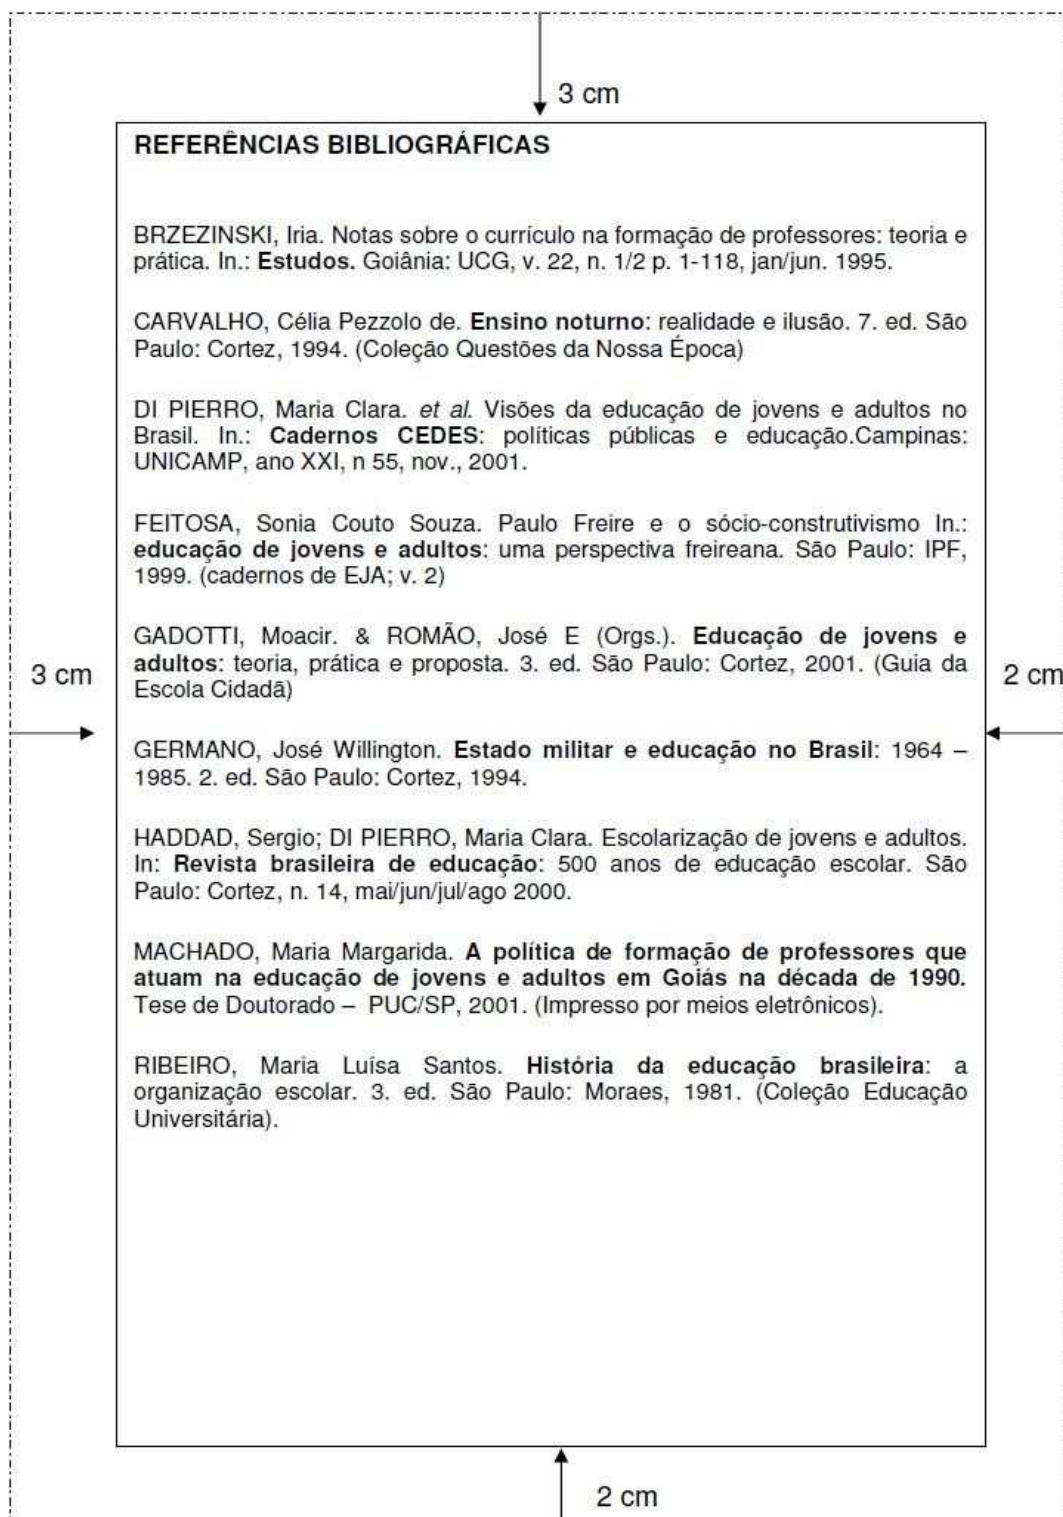 3 cm
REFERÊNCIAS BIBLIOGRÁFICAS
BRZEZINSKI, Iria. Notas sobre o currículo na formação de professores: teoria e
prática. In.: Estudos. Goiânia: UCG, v. 22, n. 1/2 p. 1-118, jan/jun. 1995.
CARVALHO, Célia Pezzolo de. Ensino noturno: realidade e ilusão. 7. ed. São
Paulo: Cortez, 1994. (Coleção Questões da Nossa Época)
DI PIERRO, Maria Clara. et al. Visões da educação de jovens e adultos no
Brasil. In.: Cadernos CEDES: políticas públicas e educação.Campinas:
UNICAMP, ano XXI, n 55, nov., 2001.
FEITOSA, Sonia Couto Souza. Paulo Freire e o sócio-construtivismo In.:
educação de jovens e adultos: uma perspectiva freireana. São Paulo: IPF,
1999. (cadernos de EJA; v. 2)
GADOTTI, Moacir. & ROMÃO, José E (Orgs.). Educação de jovens e
adultos: teoria, prática e proposta. 3. ed. São Paulo: Cortez, 2001. (Guia da
Escola Cidadã)
3 cm
2 cm
GERMANO, José Willington. Estado militar e educação no Brasil: 1964 –
1985. 2. ed. São Paulo: Cortez, 1994.
HADDAD, Sergio; DI PIERRO, Maria Clara. Escolarização de jovens e adultos.
In: Revista brasileira de educação: 500 anos de educação escolar. São
Paulo: Cortez, n. 14, mai/jun/jul/ago 2000.
MACHADO, Maria Margarida. A política de formação de professores que
atuam na educação de jovens e adultos em Goiás na década de 1990.
Tese de Doutorado – PUC/SP, 2001. (Impresso por meios eletrônicos).
RIBEIRO, Maria Luísa Santos. História da educação brasileira: a
organização escolar. 3. ed. São Paulo: Moraes, 1981. (Coleção Educação
Universitária).
2 cm